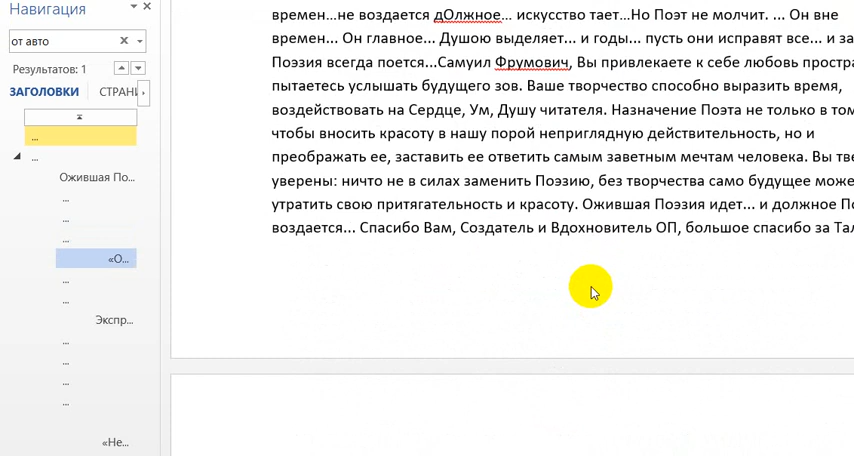 Навигация
от авто
Результатов: 1
ЗАГОЛОВКИ
...
...
Ожившая По...
...
...
...
«О...
...
...
Экспр...
...
...
...
...
«Не...
времен...не воздается дОлжное... искусство тает...Но Поэт не молчит. ... Он вне
времен... Он главное... Душою выделяет... и годы... пусть они исправят все... и за
Поэзия всегда поется...Самуил Фрумович, Вы привлекаете к себе любовь
пытаетесь услышать будущего зов. Ваше творчество способно выразить время,
воздействовать на Сердце, Ум, Душу читателя. Назначение Поэта не только в том
чтобы вносить красоту в нашу порой неприглядную действительность, но и
преображать ее, заставить ее ответить самым заветным мечтам человека. Вы
уверены: ничто не в силах заменить Поэзию, без творчества само будущее може
утратить свою притягательность и красоту. Ожившая Поэзия идет... и должное
воздается... Спасибо Вам, Создатель и Вдохновитель ОП, большое спасибо за